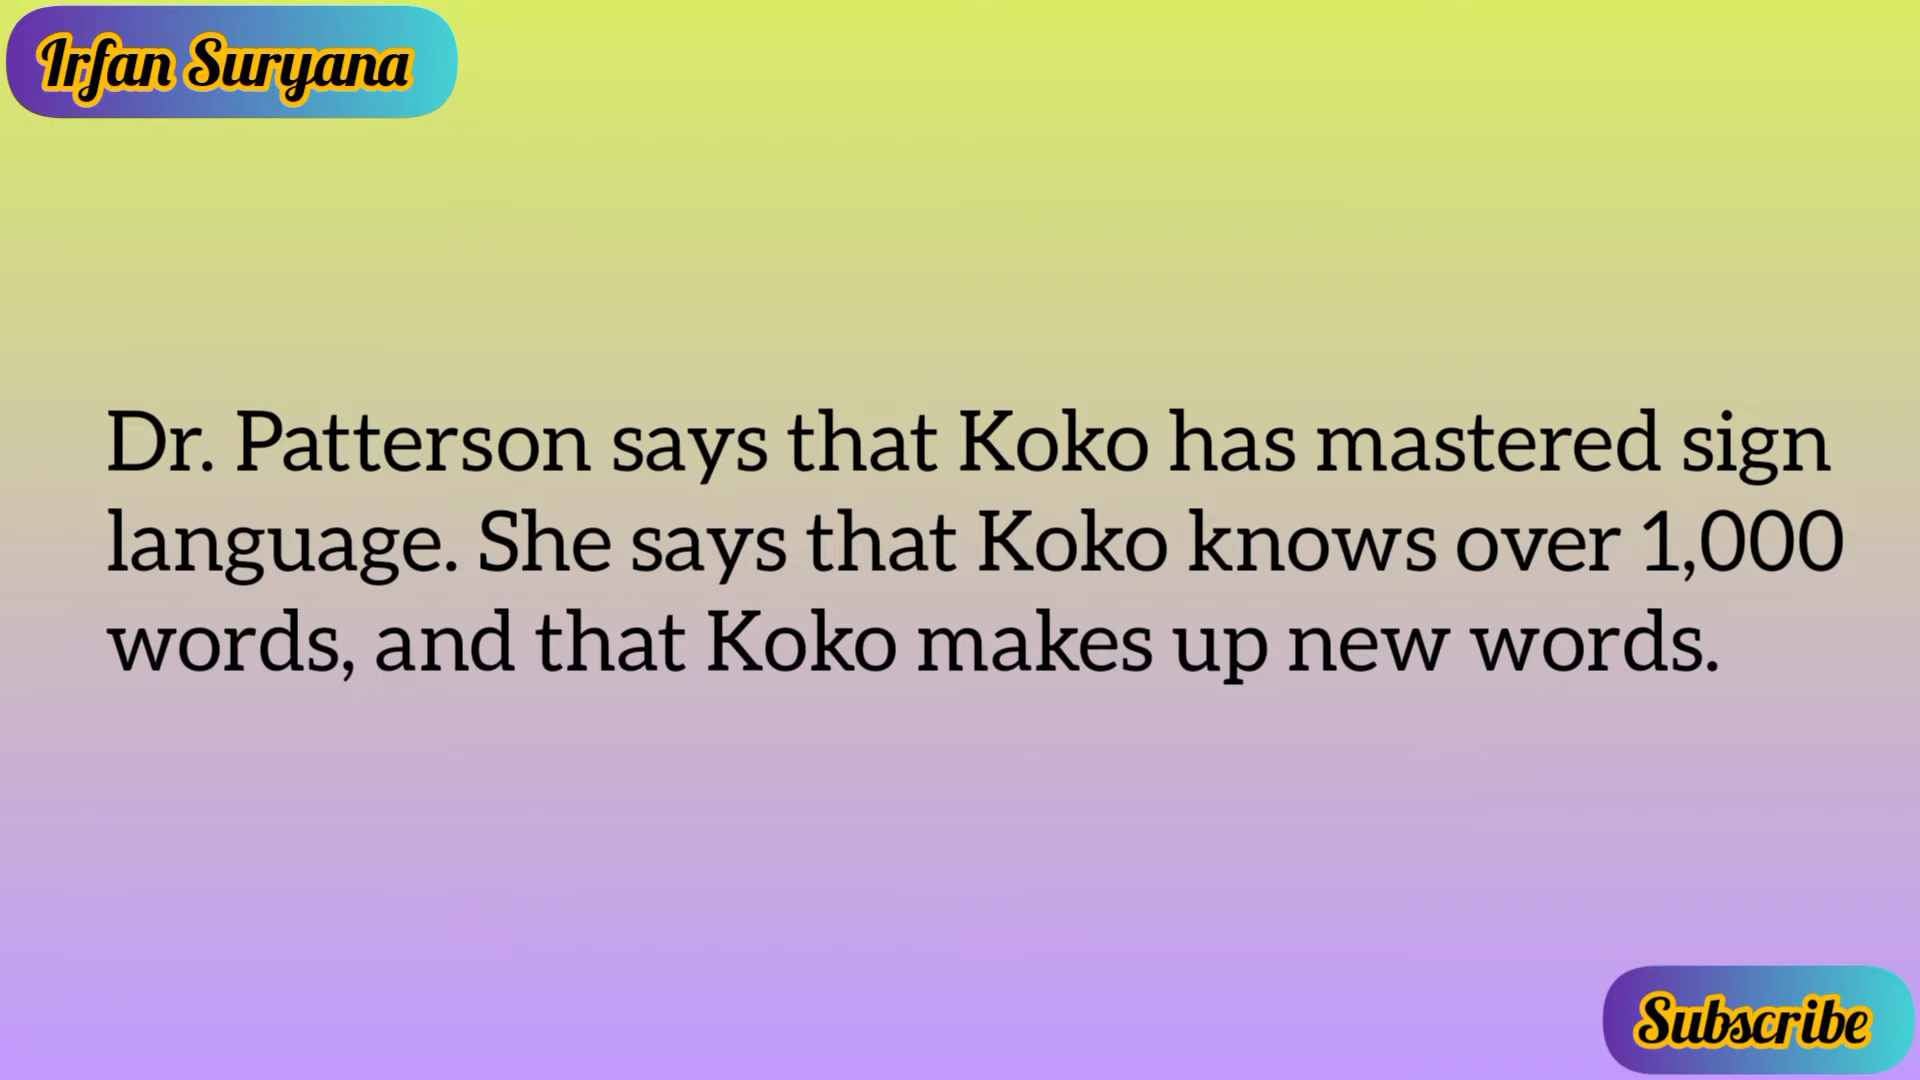 Irfan Suryana
Dr. Patterson says that Koko has mastered sign
language. She says that Koko knows over 1,000
words, and that Koko makes up new words.
Subscribe